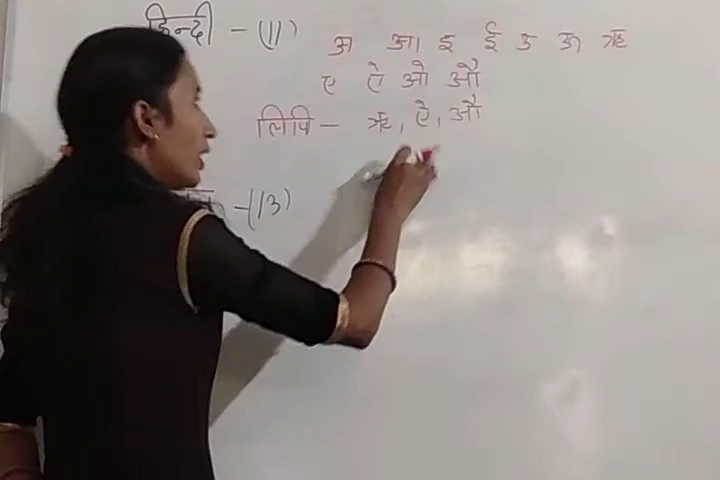 हिन्दी - (11) अ आ इ ई उ ऊ ऋ
ए ऐ ओ औ
लिपि - ऋ, ऐ, औ
- (13)